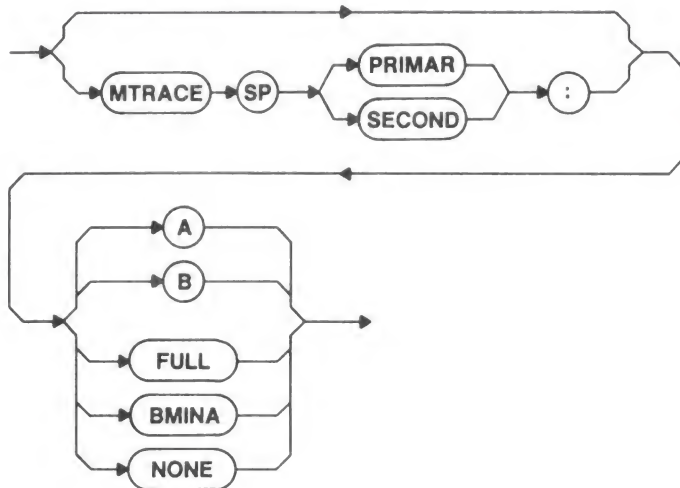 MTRACE SP PRIMAR
SECOND :
A
B
FULL
BMINA
NONE